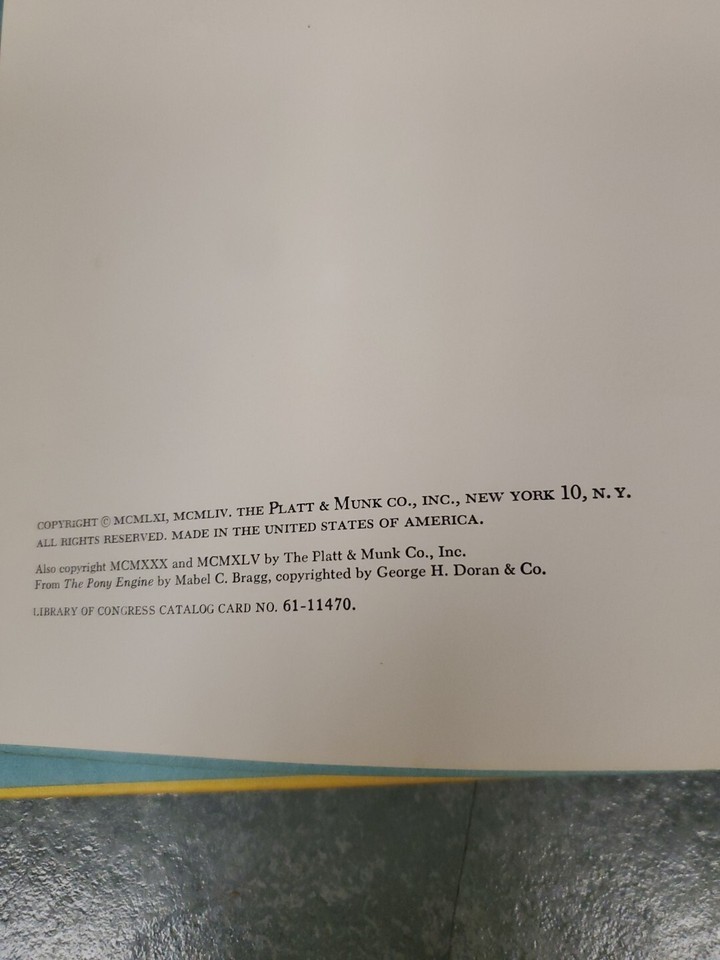 COPYRIGHT © MCMLXI, MCMLIV. THE PLATT & MUNK CO., INC., NEW YORK 10, N.Y.
ALL RIGHTS RESERVED. MADE IN THE UNITED STATES OF AMERICA.
Also copyright MCMXXX and MCMXLV by The Platt & Munk Co., Inc.
From The Pony Engine by Mabel C. Bragg, copyrighted by George H. Doran & Co.
LIBRARY OF CONGRESS CATALOG CARD NO. 61-11470.